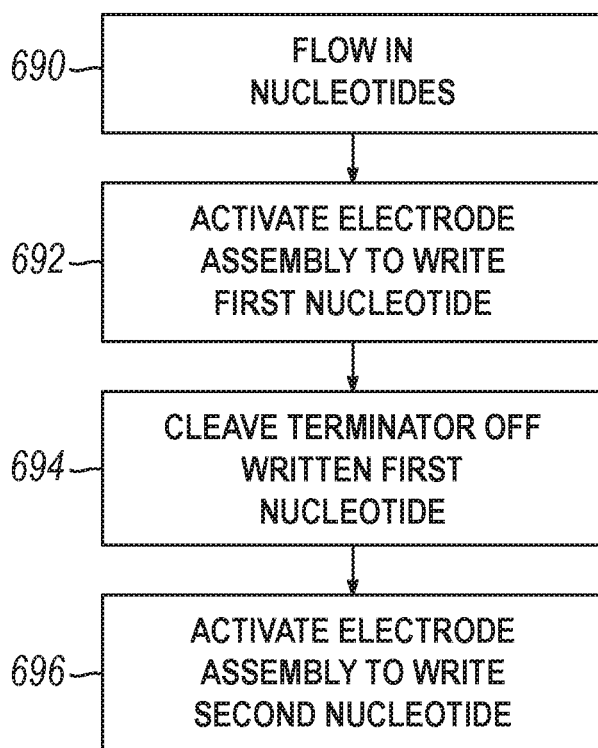 690
FLOW IN
NUCLEOTIDES
692
ACTIVATE ELECTRODE
ASSEMBLY TO WRITE
FIRST NUCLEOTIDE
694
CLEAVE TERMINATOR OFF
WRITTEN FIRST
NUCLEOTIDE
696
ACTIVATE ELECTRODE
ASSEMBLY TO WRITE
SECOND NUCLEOTIDE